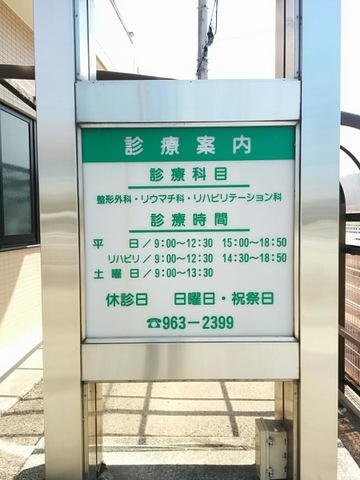 診療案内
診療科目
整形外科・リウマチ科・リハビリテーション科
診療時間
平日/9:00〜12:30 15:00〜18:50
リハビリ/9:00〜12:30 14:30〜18:50
土曜日/9:00〜13:30
休診日 日曜日・祝祭日
☎963-2399